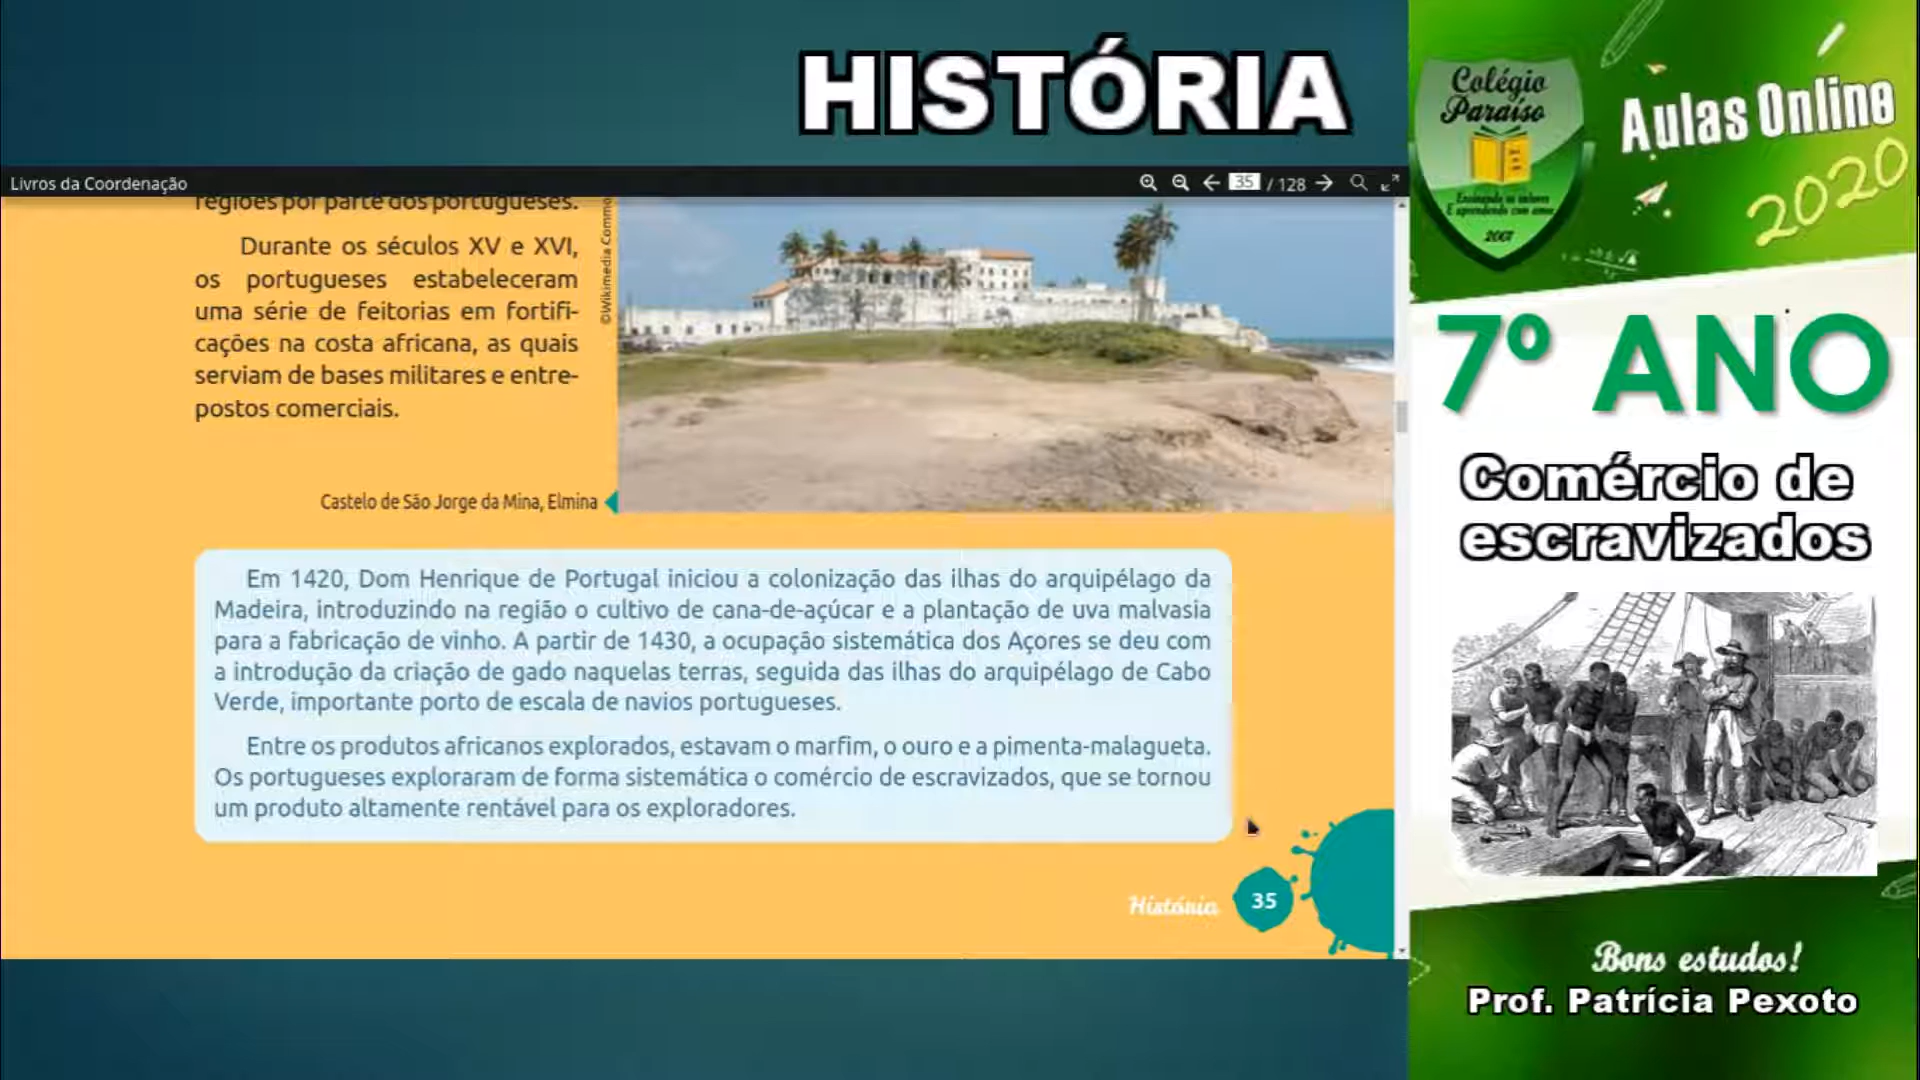 HISTÓRIA
Livros da Coordenação
35 / 128
regiões por parte dos portugueses.
Durante os séculos XV e XVI,
os portugueses estabeleceram
uma série de feitorias em fortifi-
cações na costa africana, as quais
serviam de bases militares e entre-
postos comerciais.
©Wikimedia Commo
Castelo de São Jorge da Mina, Elmina
Em 1420, Dom Henrique de Portugal iniciou a colonização das ilhas do arquipélago da
Madeira, introduzindo na região o cultivo de cana-de-açúcar e a plantação de uva malvasia
para a fabricação de vinho. A partir de 1430, a ocupação sistemática dos Açores se deu com
a introdução da criação de gado naquelas terras, seguida das ilhas do arquipélago de Cabo
Verde, importante porto de escala de navios portugueses.
Entre os produtos africanos explorados, estavam o marfim, o ouro e a pimenta-malagueta.
Os portugueses exploraram de forma sistemática o comércio de escravizados, que se tornou
um produto altamente rentável para os exploradores.
História 35
Colégio
Paraíso
Ensinando os valores
E aprendendo com amor
2007
Aulas Online
2020
7º ANO
Comércio de
escravizados
Bons estudos!
Prof. Patrícia Pexoto